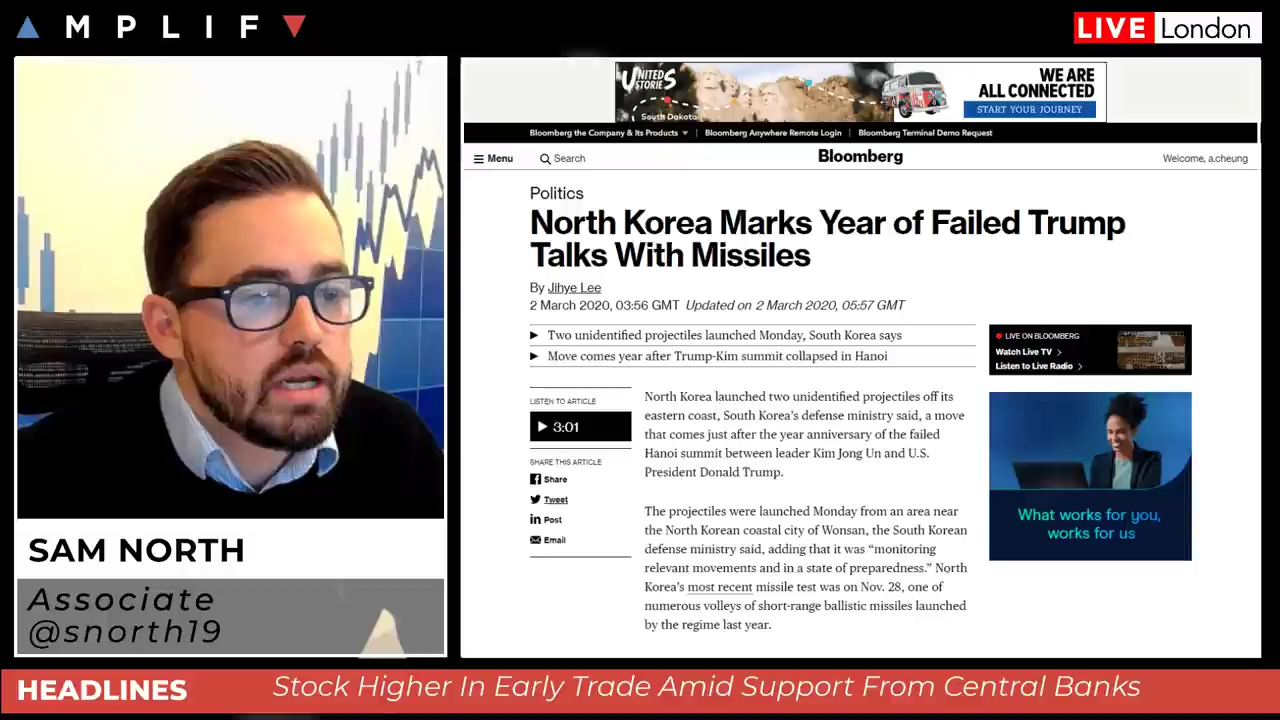 AMPLIFY
LIVE London
UNITED STORIES
South Dakota
WE ARE
ALL CONNECTED
START YOUR JOURNEY
Bloomberg the Company & Its Products
Bloomberg Anywhere Remote Login
Bloomberg Terminal Demo Request
Menu
Search
Bloomberg
Welcome, a.cheung
Politics
North Korea Marks Year of Failed Trump
Talks With Missiles
By Jihye Lee
2 March 2020, 03:56 GMT Updated on 2 March 2020, 05:57 GMT
Two unidentified projectiles launched Monday, South Korea says
Move comes year after Trump-Kim summit collapsed in Hanoi
LIVE ON BLOOMBERG
Watch Live TV
Listen to Live Radio
LISTEN TO ARTICLE
3:01
SHARE THIS ARTICLE
Share
Tweet
Post
Email
North Korea launched two unidentified projectiles off its
eastern coast, South Korea's defense ministry said, a move
that comes just after the year anniversary of the failed
Hanoi summit between leader Kim Jong Un and U.S.
President Donald Trump.
The projectiles were launched Monday from an area near
the North Korean coastal city of Wonsan, the South Korean
defense ministry said, adding that it was “monitoring
relevant movements and in a state of preparedness.” North
Korea's most recent missile test was on Nov. 28, one of
numerous volleys of short-range ballistic missiles launched
by the regime last year.
What works for you,
works for us
SAM NORTH
Associate
@snorth19
HEADLINES
Stock Higher In Early Trade Amid Support From Central Banks